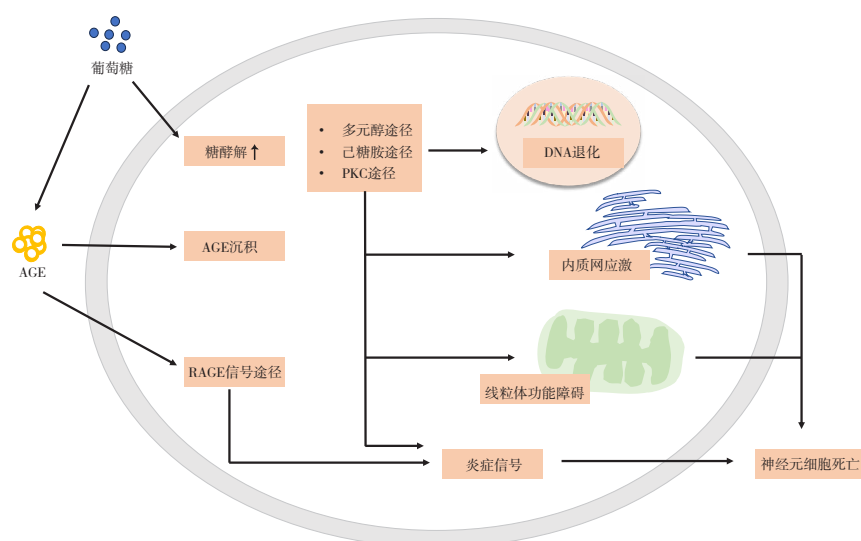 葡萄糖
糖酵解↑
• 多元醇途径
• 己糖胺途径
• PKC途径
DNA退化
AGE沉积
AGE
内质网应激
RAGE信号途径
线粒体功能障碍
炎症信号
神经元细胞死亡